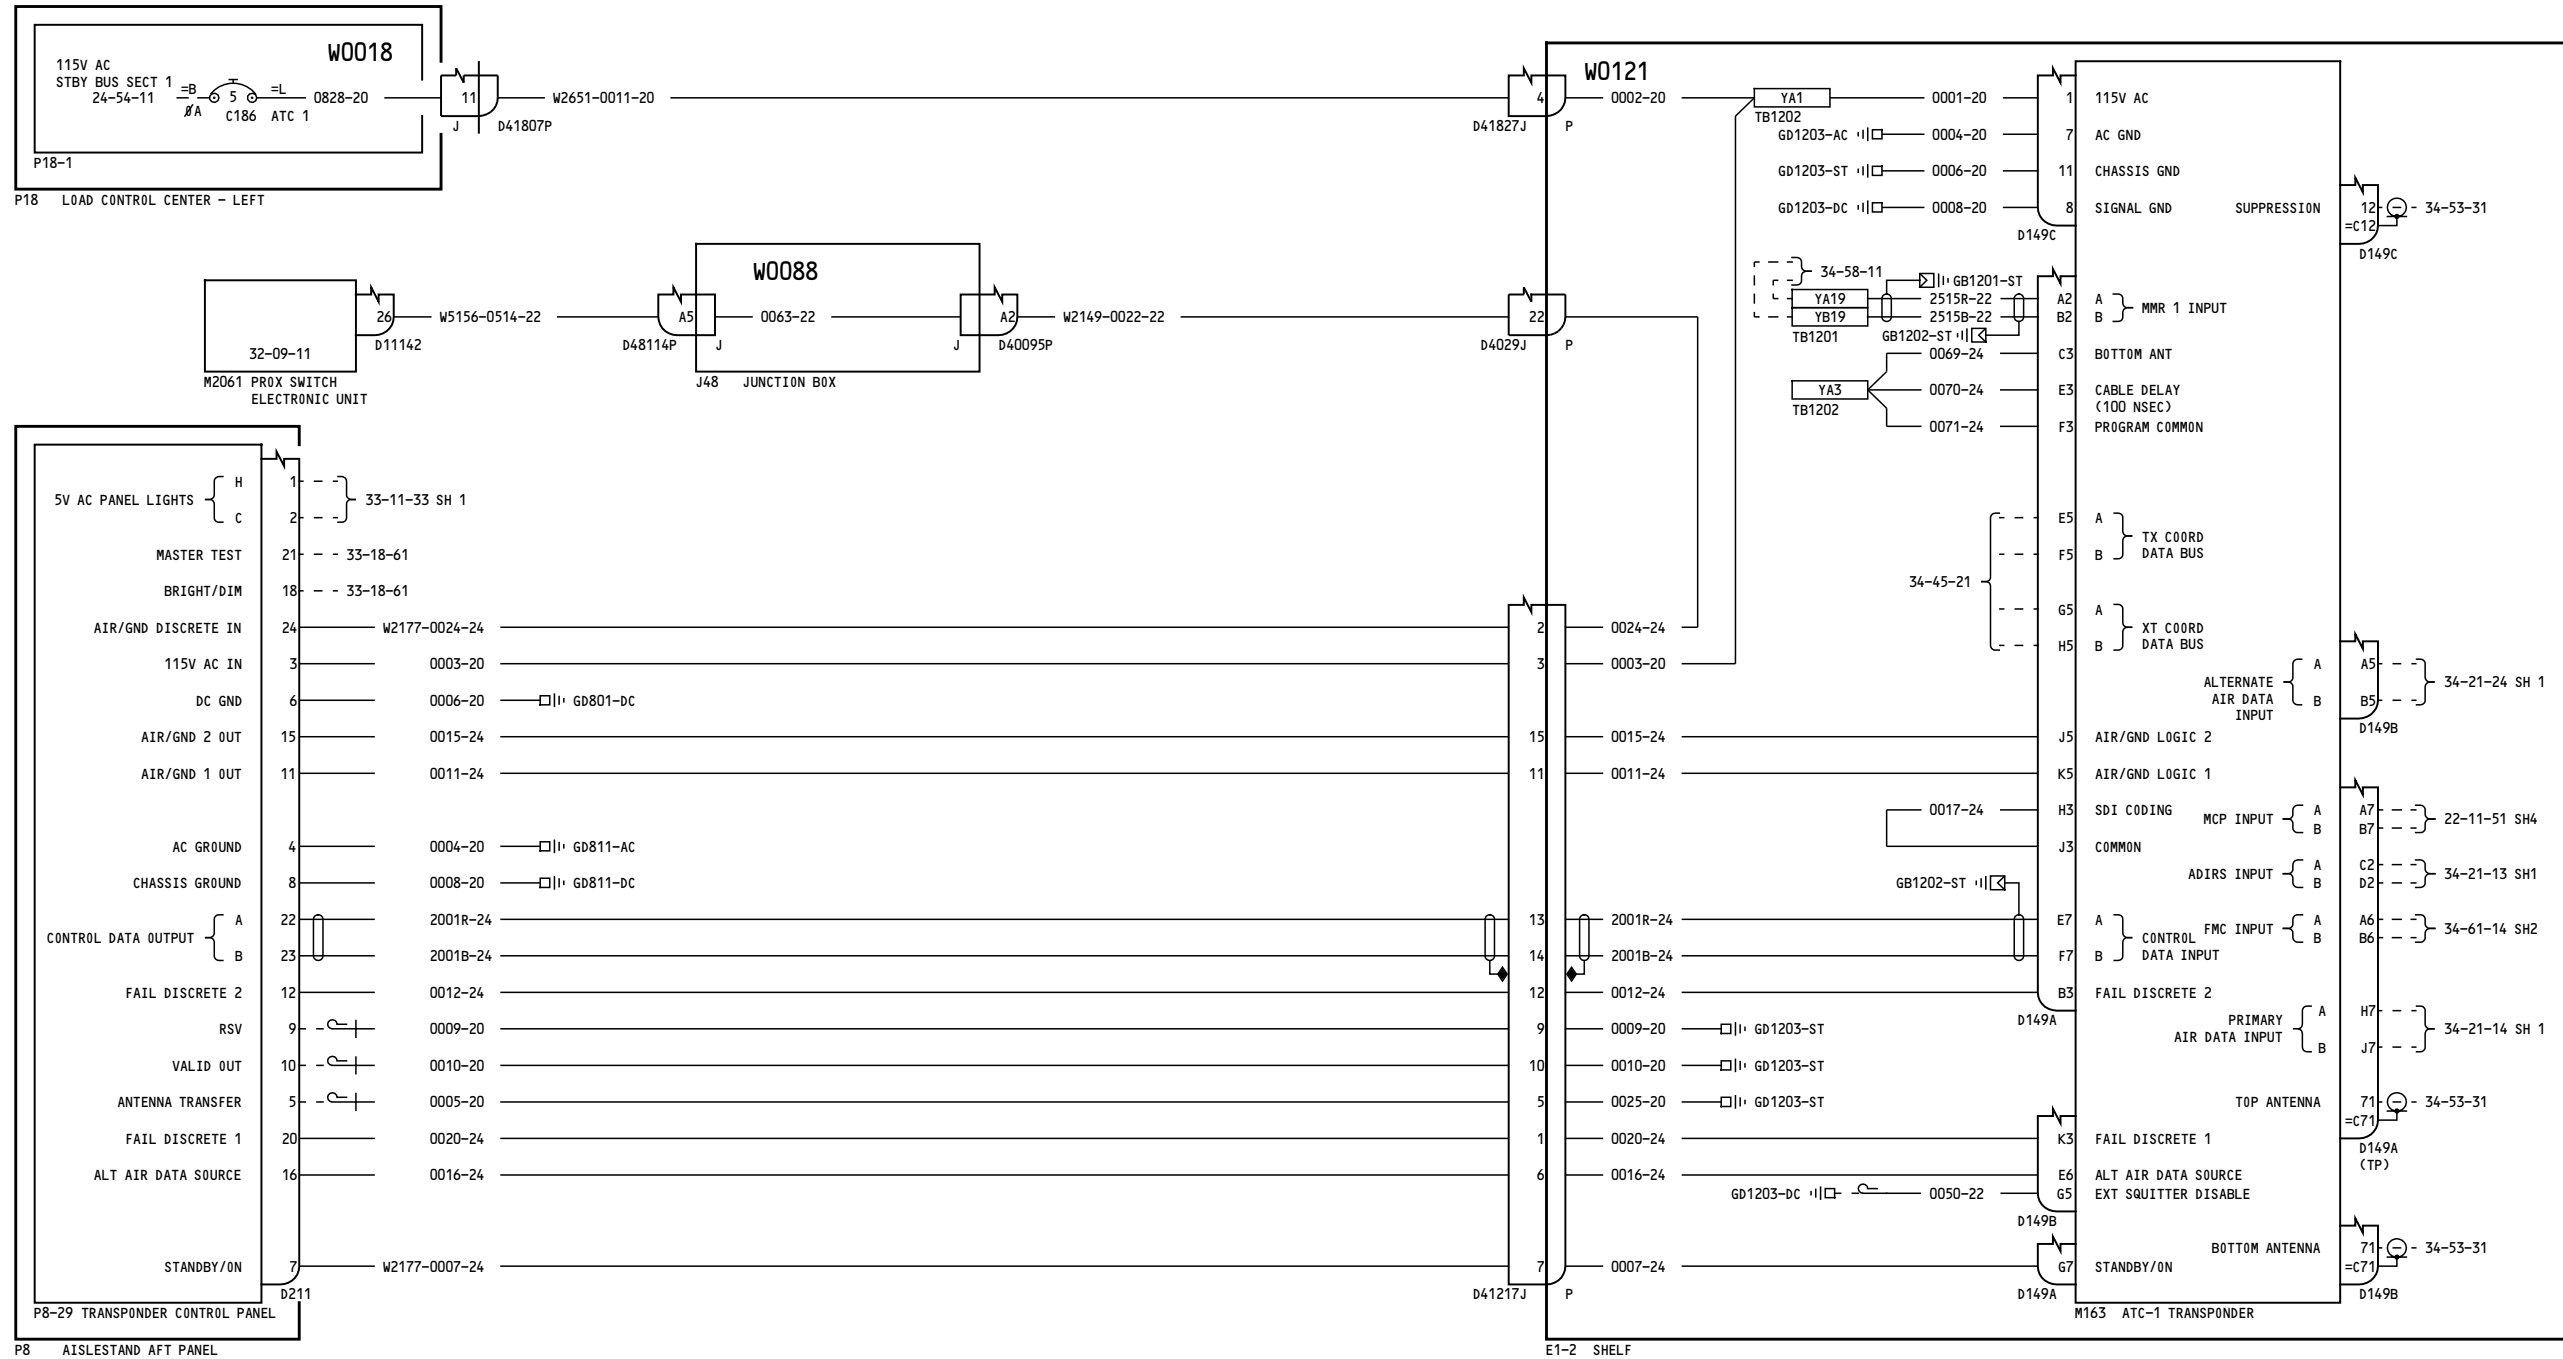 W0018
115V AC
STBY BUS SECT 1
24-54-11
=B
ØA
5
C186
=L
ATC 1
0828-20
P18-1
P18 LOAD CONTROL CENTER - LEFT
11
J
D41807P
W2651-0011-20
4
D41827J
P
W0121
0002-20
YA1
TB1202
0001-20
1 115V AC
GD1203-AC 0004-20 7 AC GND
GD1203-ST 0006-20 11 CHASSIS GND
GD1203-DC 0008-20 8 SIGNAL GND
D149C
SUPPRESSION 12 34-53-31
=C12
D149C
32-09-11
M2061 PROX SWITCH
ELECTRONIC UNIT
26
D11142
W5156-0514-22
A5
D48114P
J
W0088
0063-22
J48 JUNCTION BOX
J
A2
D40095P
W2149-0022-22
22
D4029J
P
34-58-11
GB1201-ST
YA19 2515R-22 A2 A
YB19 2515B-22 B2 B
MMR 1 INPUT
TB1201
GB1202-ST
0069-24 C3 BOTTOM ANT
YA3 0070-24 E3 CABLE DELAY
(100 NSEC)
TB1202
0071-24 F3 PROGRAM COMMON
5V AC PANEL LIGHTS
H 1
C 2
33-11-33 SH 1
MASTER TEST 21 33-18-61
BRIGHT/DIM 18 33-18-61
AIR/GND DISCRETE IN 24 W2177-0024-24 2 0024-24
115V AC IN 3 0003-20 3 0003-20
DC GND 6 0006-20 GD801-DC
AIR/GND 2 OUT 15 0015-24 15 0015-24 J5 AIR/GND LOGIC 2
AIR/GND 1 OUT 11 0011-24 11 0011-24 K5 AIR/GND LOGIC 1
34-45-21
E5 A
F5 B
TX COORD
DATA BUS
G5 A
H5 B
XT COORD
DATA BUS
ALTERNATE
AIR DATA
INPUT
A A5
B B5
34-21-24 SH 1
D149B
0017-24 H3 SDI CODING
J3 COMMON
MCP INPUT
A A7
B B7
22-11-51 SH4
AC GROUND 4 0004-20 GD811-AC
CHASSIS GROUND 8 0008-20 GD811-DC
ADIRS INPUT
A C2
B D2
34-21-13 SH1
GB1202-ST
CONTROL DATA OUTPUT
A 22 2001R-24 13 2001R-24 E7 A
B 23 2001B-24 14 2001B-24 F7 B
CONTROL
DATA INPUT
FMC INPUT
A A6
B B6
34-61-14 SH2
FAIL DISCRETE 2 12 0012-24 12 0012-24 B3 FAIL DISCRETE 2
D149A
RSV 9 0009-20 9 0009-20 GD1203-ST
VALID OUT 10 0010-20 10 0010-20 GD1203-ST
ANTENNA TRANSFER 5 0005-20 5 0025-20 GD1203-ST
PRIMARY
AIR DATA INPUT
A H7
B J7
34-21-14 SH 1
TOP ANTENNA 71 34-53-31
=C71
D149A
(TP)
FAIL DISCRETE 1 20 0020-24 1 0020-24 K3 FAIL DISCRETE 1
ALT AIR DATA SOURCE 16 0016-24 6 0016-24 E6 ALT AIR DATA SOURCE
GD1203-DC 0050-22 G5 EXT SQUITTER DISABLE
D149B
BOTTOM ANTENNA 71 34-53-31
=C71
D149B
STANDBY/ON 7 W2177-0007-24 7 0007-24 G7 STANDBY/ON
D211
D41217J
P
D149A
P8-29 TRANSPONDER CONTROL PANEL
M163 ATC-1 TRANSPONDER
P8 AISLESTAND AFT PANEL
E1-2 SHELF